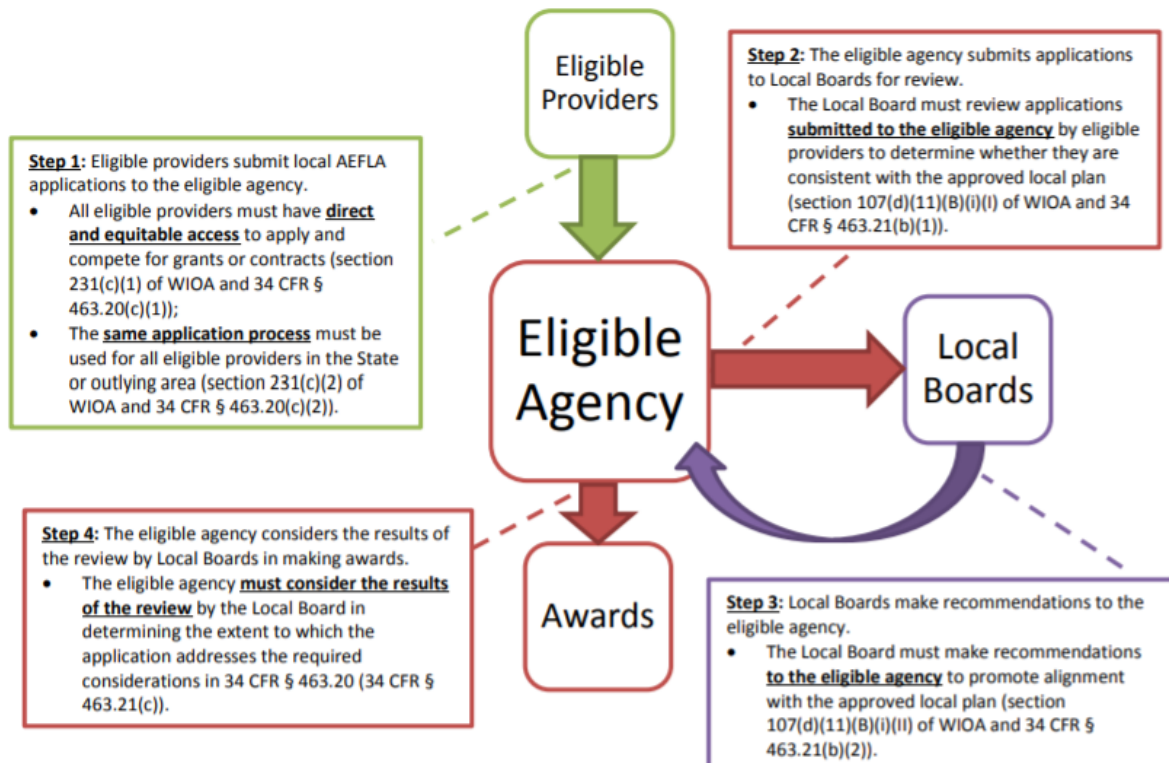 Eligible
Providers
Step 1: Eligible providers submit local AEFLA
applications to the eligible agency.
• All eligible providers must have direct
and equitable access to apply and
compete for grants or contracts (section
231(c)(1) of WIOA and 34 CFR §
463.20(c)(1));
• The same application process must be
used for all eligible providers in the State
or outlying area (section 231(c)(2) of
WIOA and 34 CFR § 463.20(c)(2)).
Step 2: The eligible agency submits applications
to Local Boards for review.
• The Local Board must review applications
submitted to the eligible agency by eligible
providers to determine whether they are
consistent with the approved local plan
(section 107(d)(11)(B)(i)(I) of WIOA and 34
CFR § 463.21(b)(1)).
Eligible
Agency
Local
Boards
Step 4: The eligible agency considers the results of
the review by Local Boards in making awards.
• The eligible agency must consider the results
of the review by the Local Board in
determining the extent to which the
application addresses the required
considerations in 34 CFR § 463.20 (34 CFR §
463.21(c)).
Awards
Step 3: Local Boards make recommendations to the
eligible agency.
• The Local Board must make recommendations
to the eligible agency to promote alignment
with the approved local plan (section
107(d)(11)(B)(i)(II) of WIOA and 34 CFR §
463.21(b)(2)).